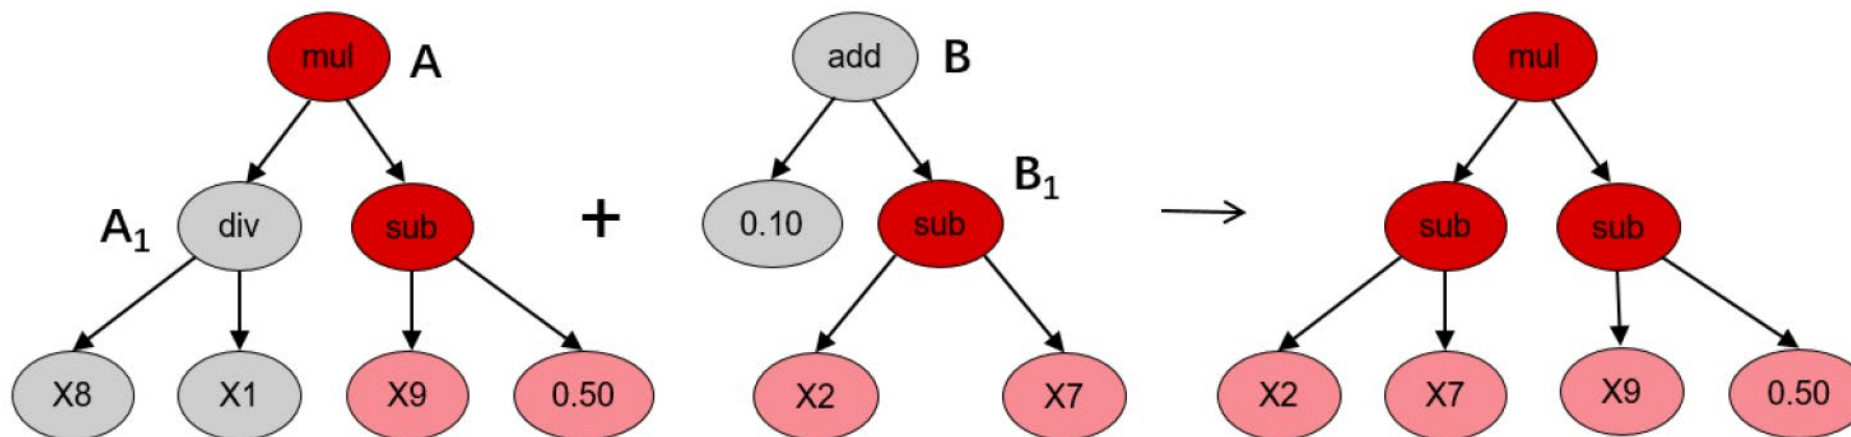 mul A add B mul
A1 div sub + 0.10 sub B1 sub sub
X8 X1 X9 0.50 X2 X7 X2 X7 X9 0.50